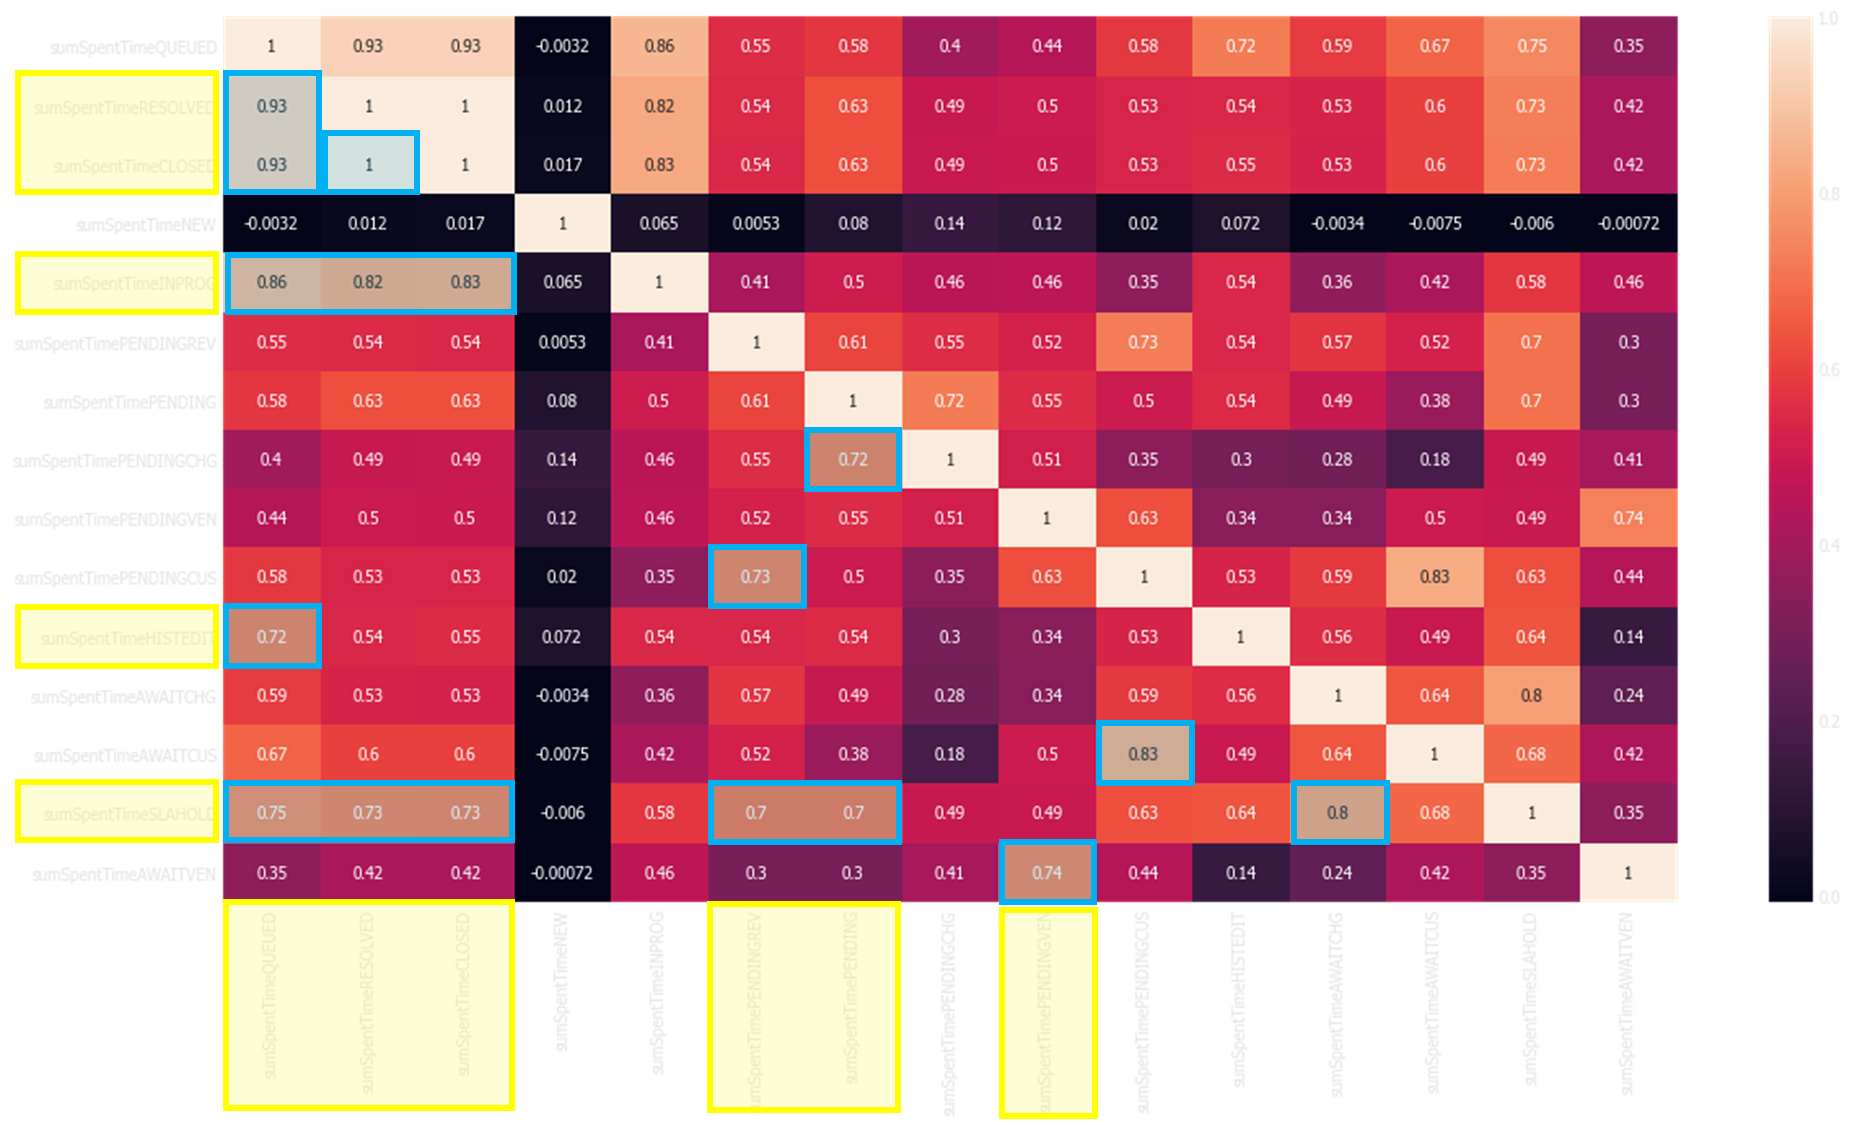 sumSpentTimeQUEUED 1 0.93 0.93 -0.0032 0.86 0.55 0.58 0.4 0.44 0.58 0.72 0.59 0.67 0.75 0.35
sumSpentTimeRESOLVED 0.93 1 1 0.012 0.82 0.54 0.63 0.49 0.5 0.53 0.54 0.53 0.6 0.73 0.42
sumSpentTimeCLOSED 0.93 1 1 0.017 0.83 0.54 0.63 0.49 0.5 0.53 0.55 0.53 0.6 0.73 0.42
sumSpentTimeNEW -0.0032 0.012 0.017 1 0.065 0.0053 0.08 0.14 0.12 0.02 0.072 -0.0034 -0.0075 -0.006 -0.00072
sumSpentTimeINPROG 0.86 0.82 0.83 0.065 1 0.41 0.5 0.46 0.46 0.35 0.54 0.36 0.42 0.58 0.46
sumSpentTimePENDINGREV 0.55 0.54 0.54 0.0053 0.41 1 0.61 0.55 0.52 0.73 0.54 0.57 0.52 0.7 0.3
sumSpentTimePENDING 0.58 0.63 0.63 0.08 0.5 0.61 1 0.72 0.55 0.5 0.54 0.49 0.38 0.7 0.3
sumSpentTimePENDINGCHG 0.4 0.49 0.49 0.14 0.46 0.55 0.72 1 0.51 0.35 0.3 0.28 0.18 0.49 0.41
sumSpentTimePENDINGVEN 0.44 0.5 0.5 0.12 0.46 0.52 0.55 0.51 1 0.63 0.34 0.34 0.5 0.49 0.74
sumSpentTimePENDINGCUS 0.58 0.53 0.53 0.02 0.35 0.73 0.5 0.35 0.63 1 0.53 0.59 0.83 0.63 0.44
sumSpentTimeHISTEDIT 0.72 0.54 0.55 0.072 0.54 0.54 0.54 0.3 0.34 0.53 1 0.56 0.49 0.64 0.14
sumSpentTimeAWAITCHG 0.59 0.53 0.53 -0.0034 0.36 0.57 0.49 0.28 0.34 0.59 0.56 1 0.64 0.8 0.24
sumSpentTimeAWAITCUS 0.67 0.6 0.6 -0.0075 0.42 0.52 0.38 0.18 0.5 0.83 0.49 0.64 1 0.68 0.42
sumSpentTimeSLAHOLD 0.75 0.73 0.73 -0.006 0.58 0.7 0.7 0.49 0.49 0.63 0.64 0.8 0.68 1 0.35
sumSpentTimeAWAITVEN 0.35 0.42 0.42 -0.00072 0.46 0.3 0.3 0.41 0.74 0.44 0.14 0.24 0.42 0.35 1
sumSpentTimeQUEUED
sumSpentTimeRESOLVED
sumSpentTimeCLOSED
sumSpentTimeNEW
sumSpentTimeINPROG
sumSpentTimePENDINGREV
sumSpentTimePENDING
sumSpentTimePENDINGCHG
sumSpentTimePENDINGVEN
sumSpentTimePENDINGCUS
sumSpentTimeHISTEDIT
sumSpentTimeAWAITCHG
sumSpentTimeAWAITCUS
sumSpentTimeSLAHOLD
sumSpentTimeAWAITVEN
1.0
0.8
0.6
0.4
0.2
0.0